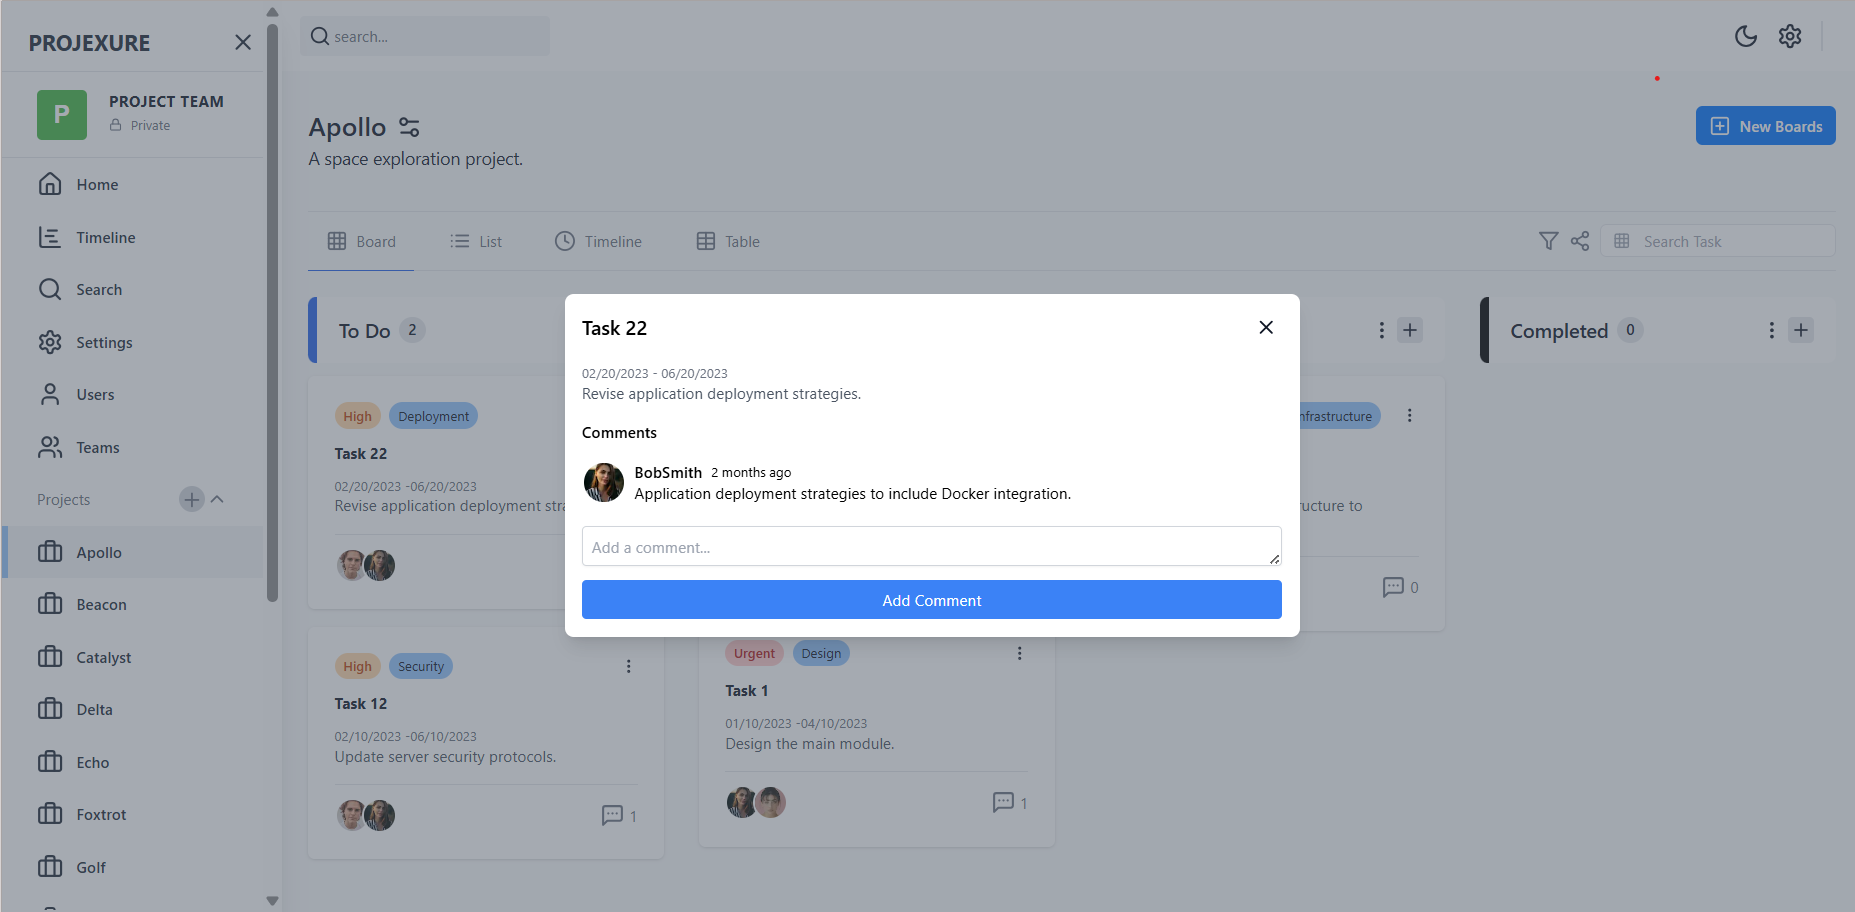 PROJEXURE
P
PROJECT TEAM
Private
Home
Timeline
Search
Settings
Users
Teams
Projects
Apollo
Beacon
Catalyst
Delta
Echo
Foxtrot
Golf
search...
Apollo
A space exploration project.
New Boards
Board
List
Timeline
Table
Search Task
To Do 2
Completed 0
High Deployment
Task 22
02/20/2023 -06/20/2023
Revise application deployment
High Security
Task 12
02/10/2023 -06/10/2023
Update server security protocols.
1
Task 22
02/20/2023 - 06/20/2023
Revise application deployment strategies.
Comments
BobSmith 2 months ago
Application deployment strategies to include Docker integration.
Add a comment...
Add Comment
Urgent Design
Task 1
01/10/2023 -04/10/2023
Design the main module.
1
nfrastructure
ucture to
0